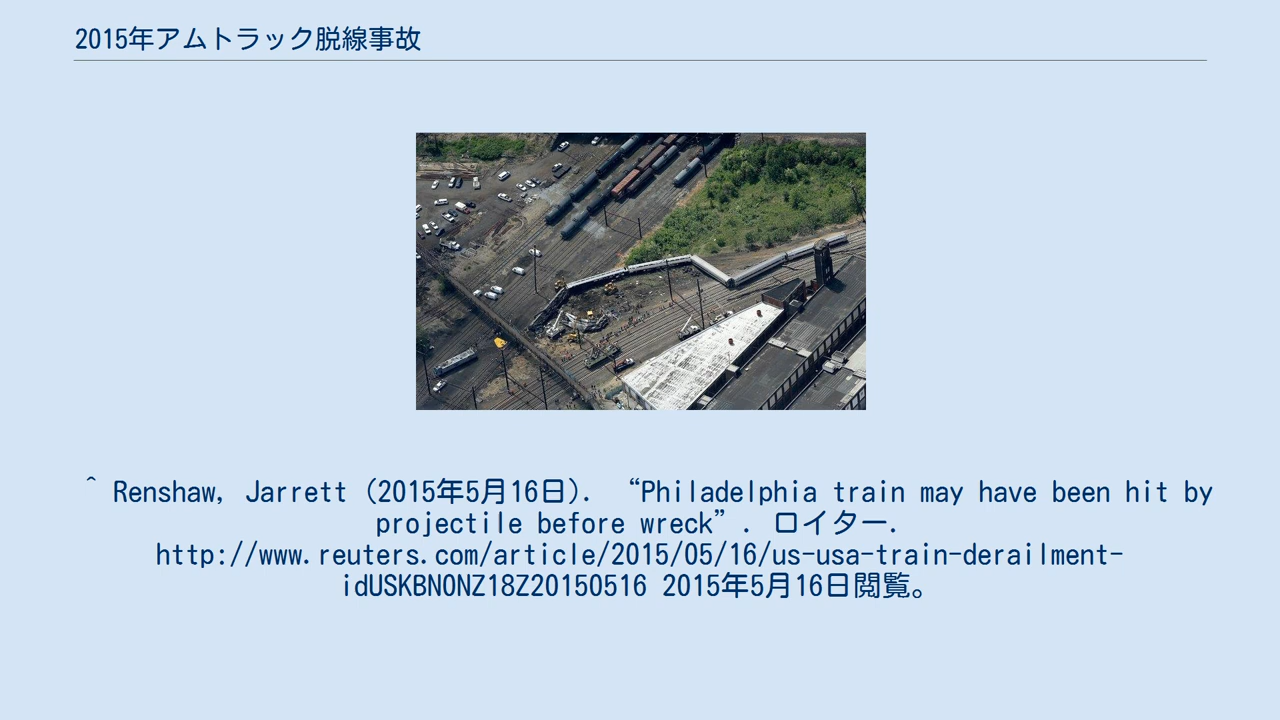 2015年アムトラック脱線事故
^ Renshaw, Jarrett (2015年5月16日). “Philadelphia train may have been hit by
projectile before wreck”. ロイター.
http://www.reuters.com/article/2015/05/16/us-usa-train-derailment-
idUSKBN0NZ18Z20150516 2015年5月16日閲覧。